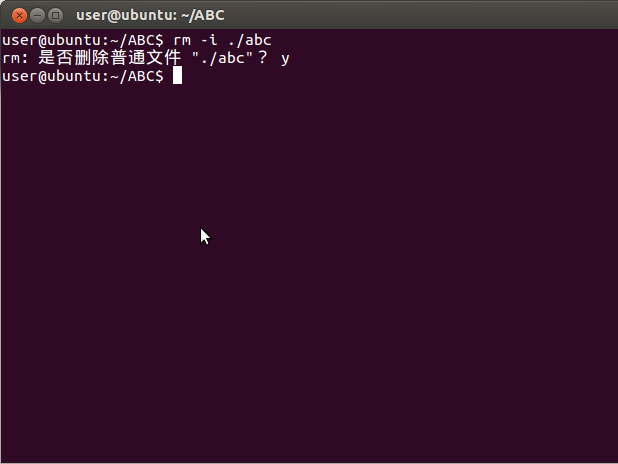 user@ubuntu: ~/ABC
user@ubuntu:~/ABC$ rm -i ./abc
rm: 是否删除普通文件 "./abc"？ y
user@ubuntu:~/ABC$